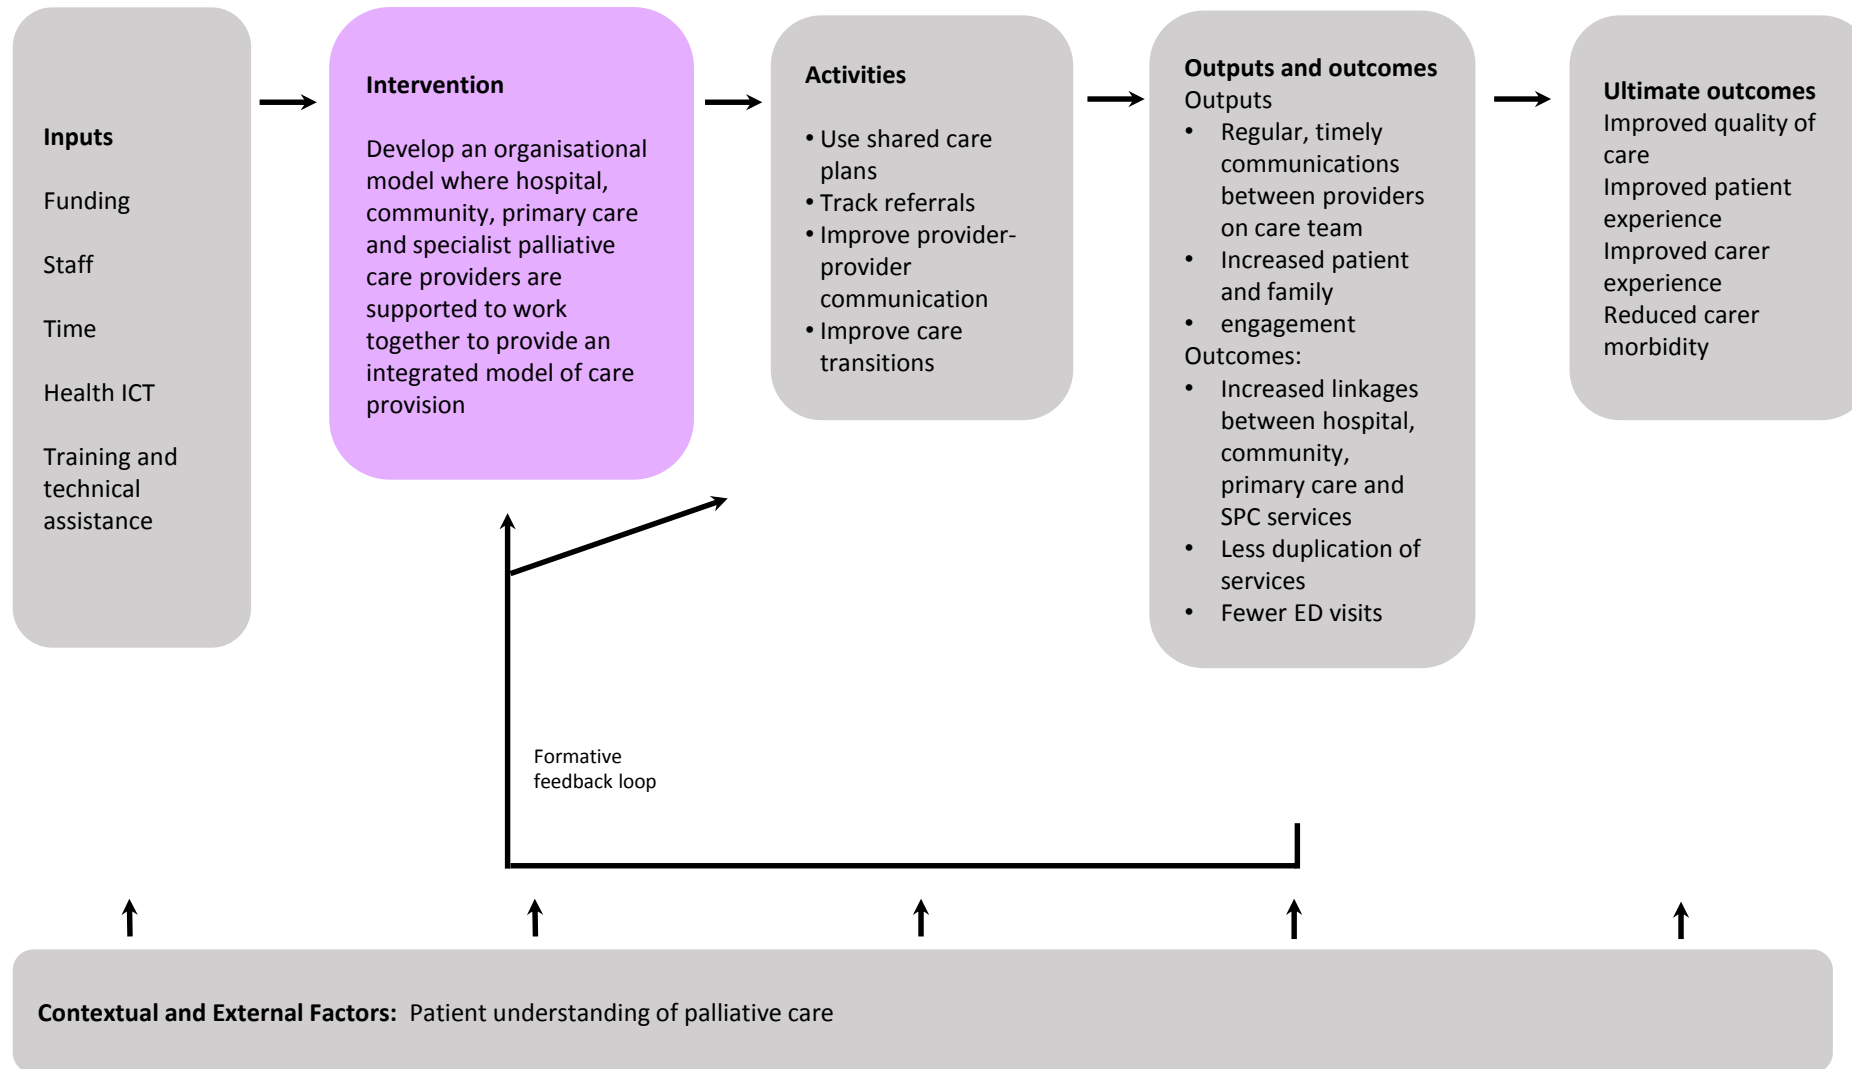 Inputs
Funding
Staff
Time
Health ICT
Training and
technical
assistance
Intervention
Develop an organisational
model where hospital,
community, primary care
and specialist palliative
care providers are
supported to work
together to provide an
integrated model of care
provision
Activities
• Use shared care
plans
• Track referrals
• Improve provider-
provider
communication
• Improve care
transitions
Outputs and outcomes
Outputs
• Regular, timely
communications
between providers
on care team
• Increased patient
and family
• engagement
Outcomes:
• Increased linkages
between hospital,
community,
primary care and
SPC services
• Less duplication of
services
• Fewer ED visits
Ultimate outcomes
Improved quality of
care
Improved patient
experience
Improved carer
experience
Reduced carer
morbidity
Formative
feedback loop
Contextual and External Factors: Patient understanding of palliative care